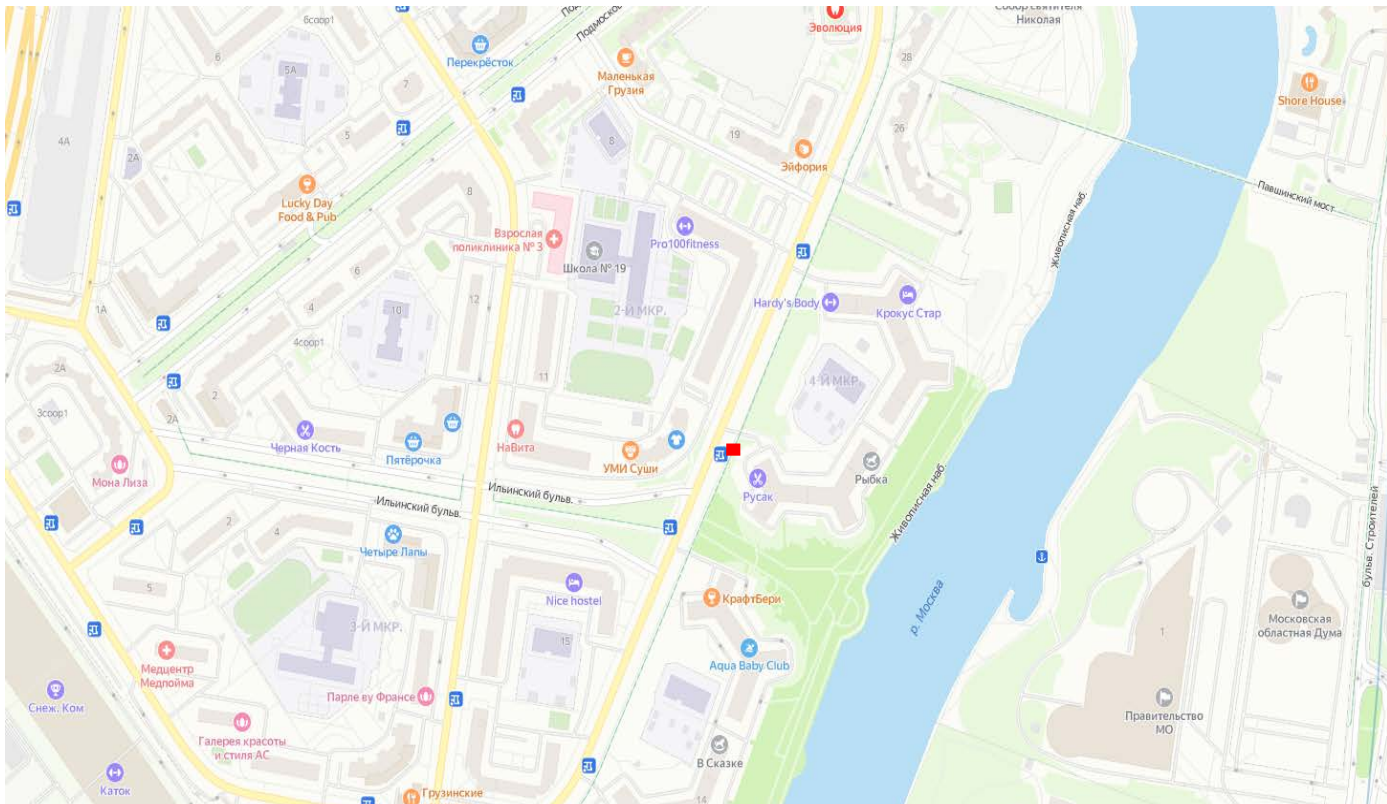 6соор1
Подмосковный
Эволюция
Собор святителя
Николая
28
6
5А
Перекрёсток
7
Маленькая
Грузия
Shore House
4А
2А
5
8
19
26
Эйфория
Павшинский мост
Lucky Day
Food & Pub
8
Взрослая
поликлиника № 3
Школа № 19
Pro100fitness
Живописная наб.
6
4
10
12
2-Й МКР.
Hardy's Body
Крокус Стар
1А
4соор1
2А
2
11
4-Й МКР.
3соор1
2А
Черная Кость
Пятёрочка
НаВита
УМИ Суши
Мона Лиза
Русак
Рыбка
Ильинский бульв.
Ильинский бульв.
Живописная наб.
бульв. Строителей
2
4
Четыре Лапы
5
Nice hostel
КрафтБери
р. Москва
3-Й МКР.
15
1
Московская
областная Дума
Медцентр
Медпойма
Aqua Baby Club
Снеж. Ком
Парле ву Франсе
Правительство
МО
Галерея красоты
и стиля АС
В Сказке
Каток
Грузинские
14